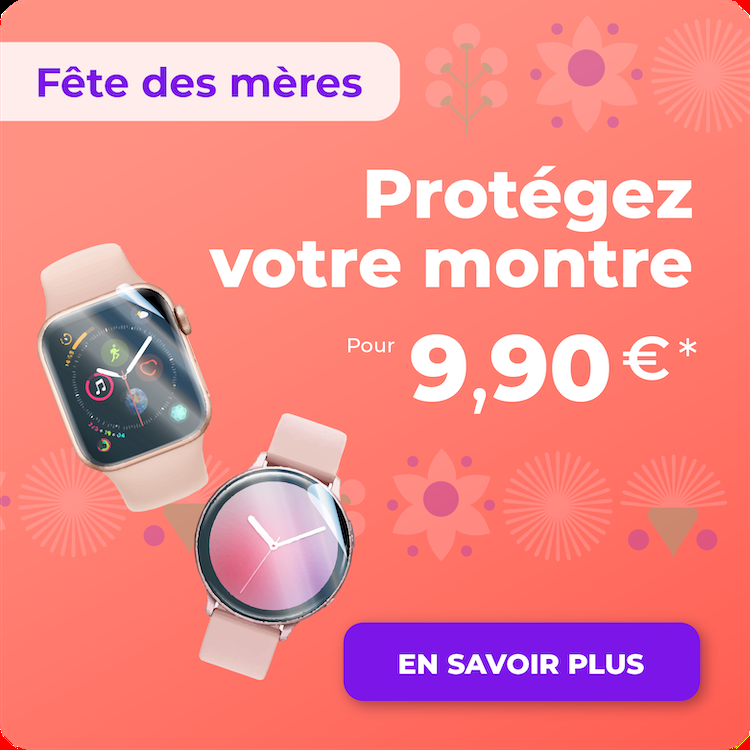 Fête des mères
Protégez
votre montre
Pour 9,90 €*
EN SAVOIR PLUS